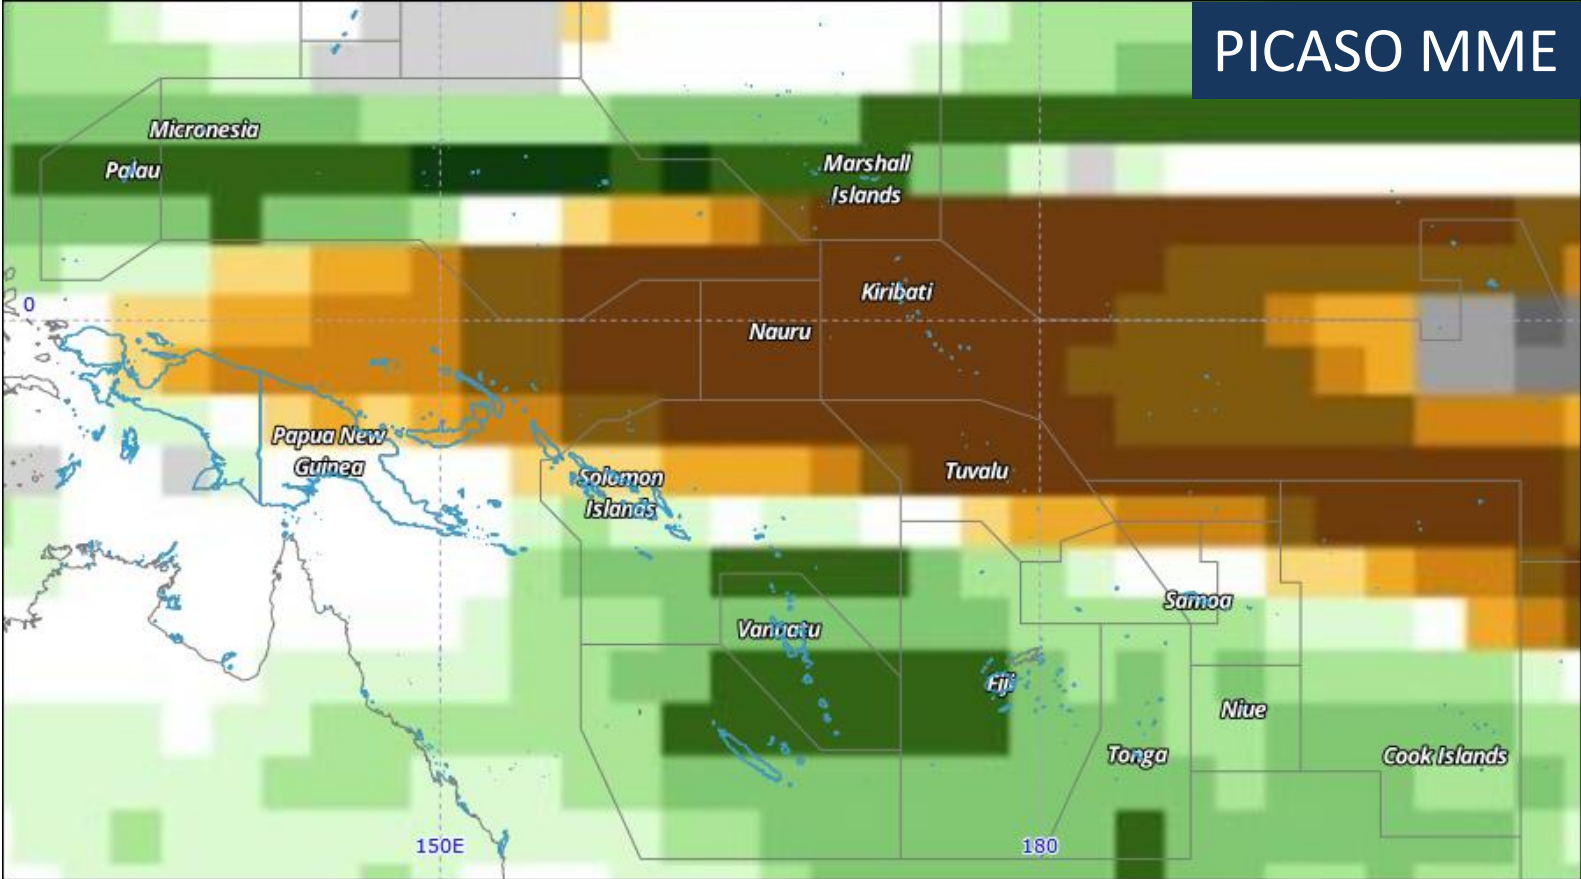 PICASO MME
Micronesia
Palau
Marshall
Islands
Kiribati
0
Nauru
Papua New
Guinea
Solomon
Islands
Tuvalu
Samoa
Vanuatu
Fiji
Niue
Tonga
Cook Islands
150E
180